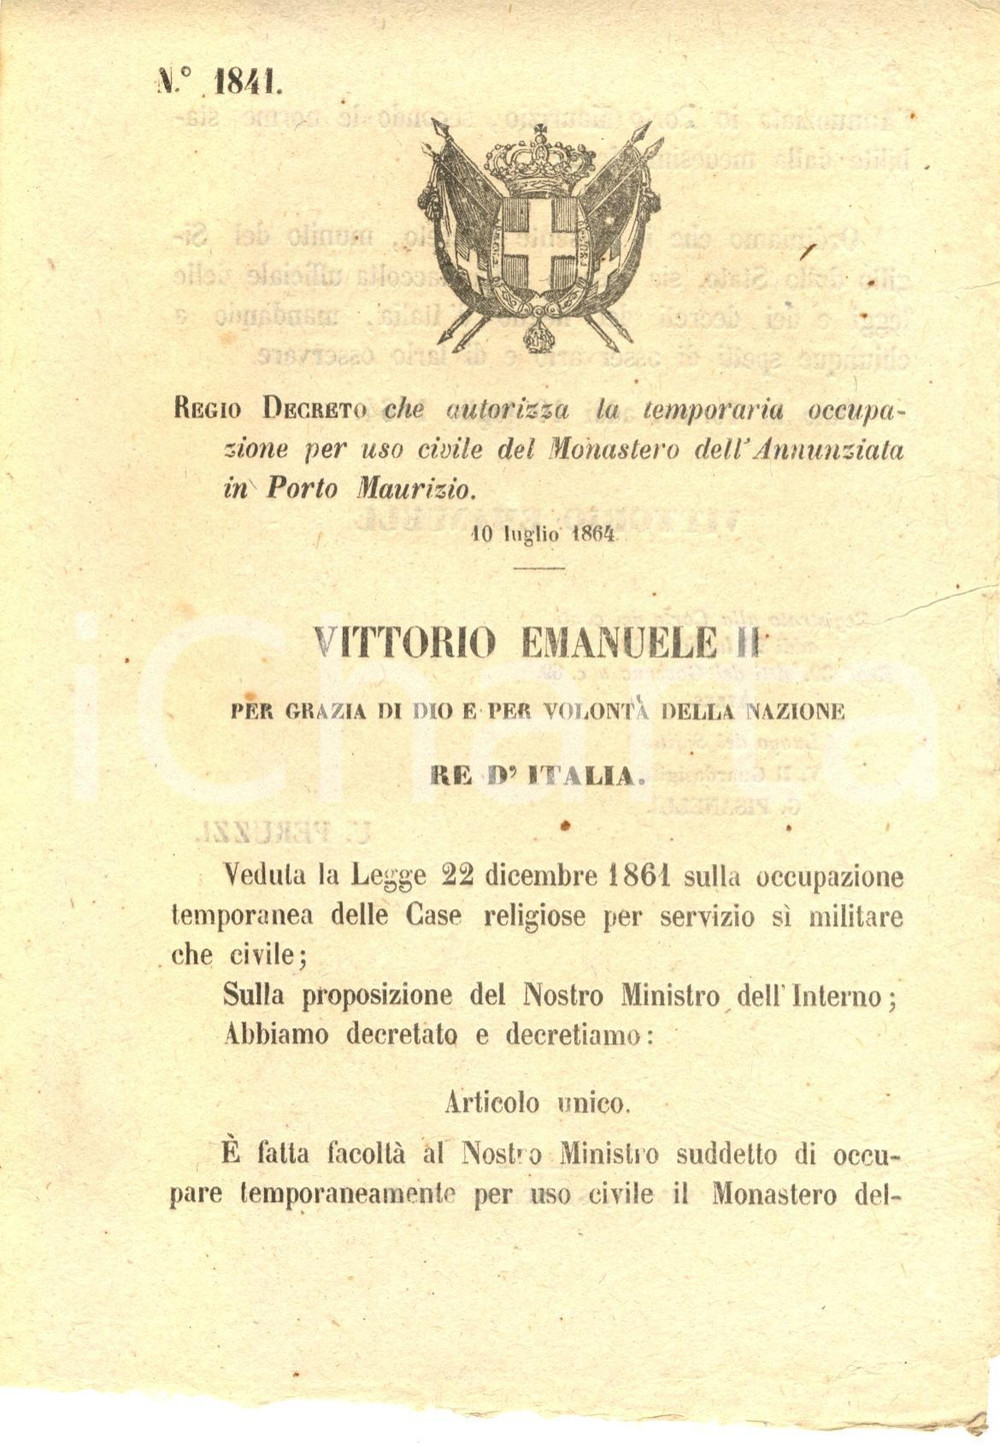 N.° 1841.
REGIO DECRETO che autorizza la temporaria occupa-
zione per uso civile del Monastero dell'Annunziata
in Porto Maurizio.
10 luglio 1864
VITTORIO EMANUELE II
PER GRAZIA DI DIO E PER VOLONTÀ DELLA NAZIONE
RE D'ITALIA.
Veduta la Legge 22 dicembre 1861 sulla occupazione
temporanea delle Case religiose per servizio sì militare
che civile;
Sulla proposizione del Nostro Ministro dell'Interno;
Abbiamo decretato e decretiamo:
Articolo unico.
È fatta facoltà al Nostro Ministro suddetto di occu-
pare temporaneamente per uso civile il Monastero del-